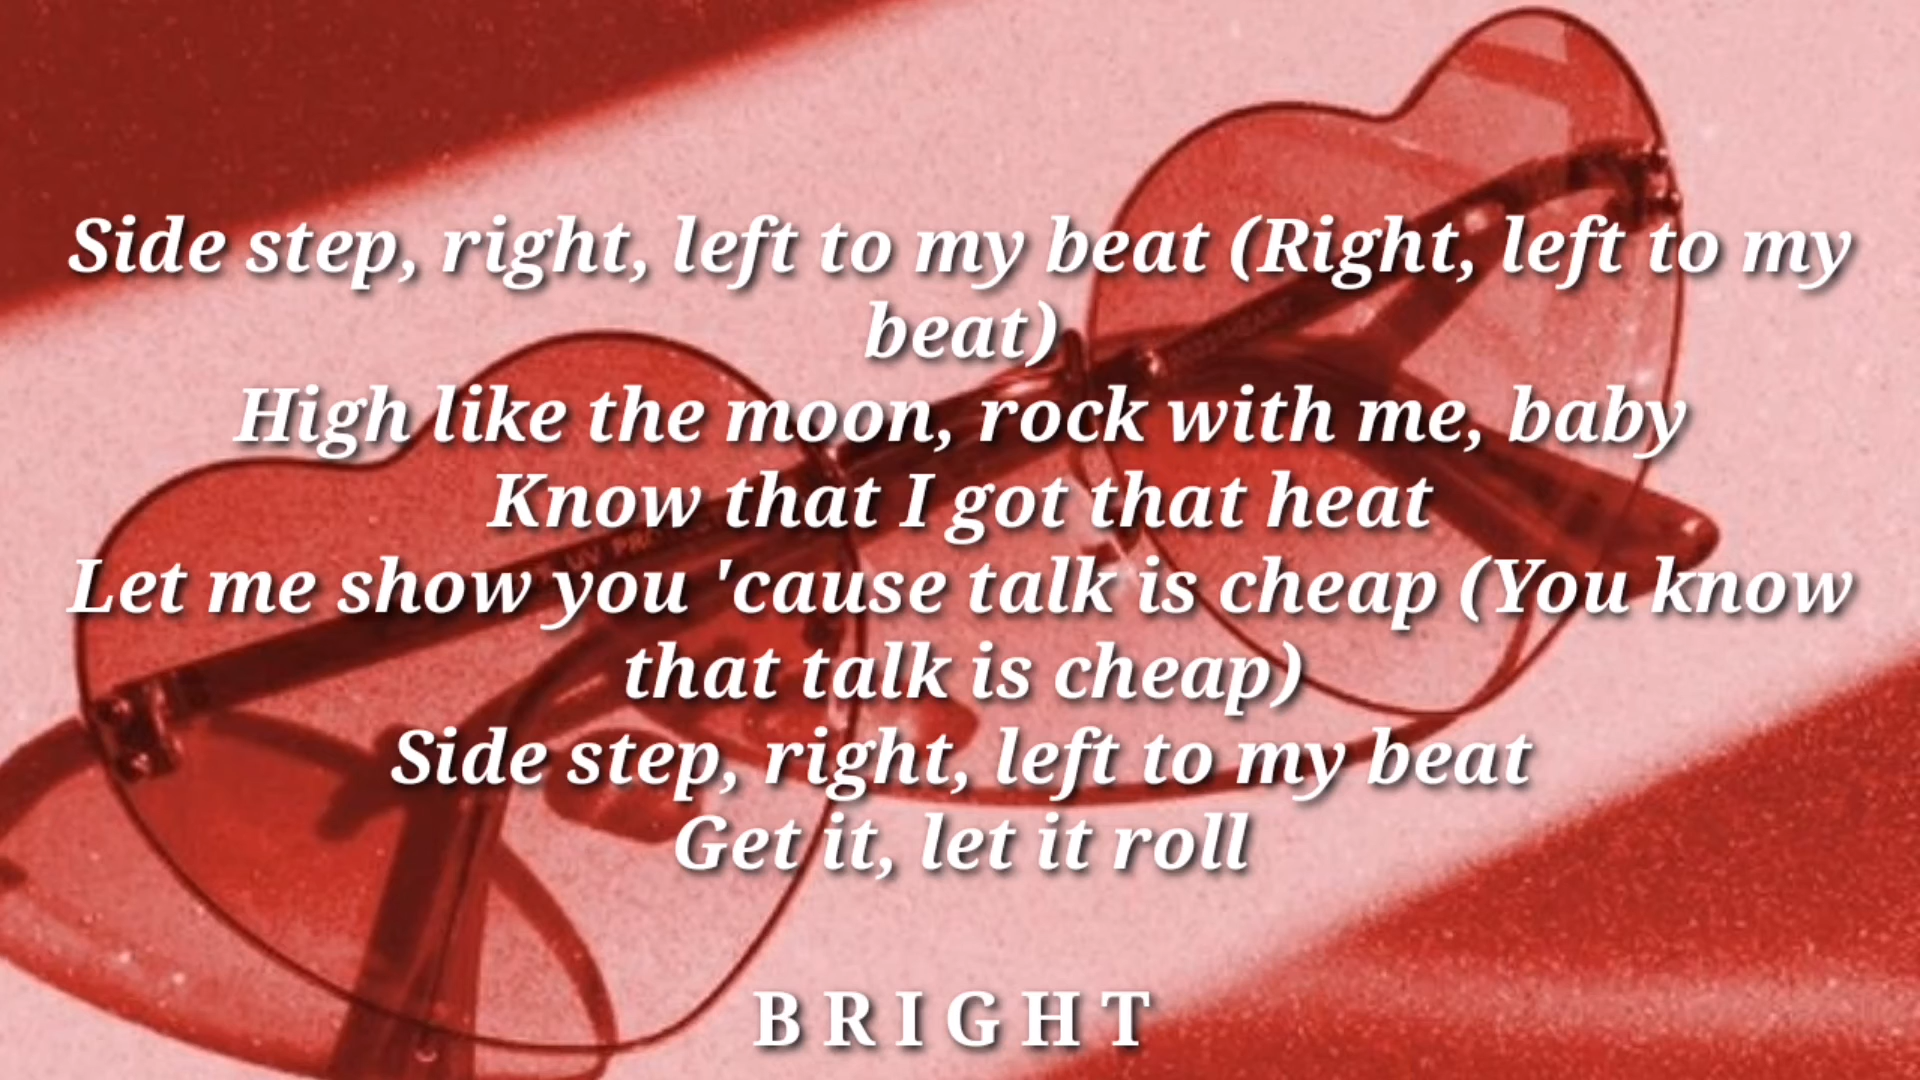 Side step, right, left to my beat (Right, left to my
beat)
High like the moon, rock with me, baby
Know that I got that heat
Let me show you 'cause talk is cheap (You know
that talk is cheap)
Side step, right, left to my beat
Get it, let it roll
B R I G H T